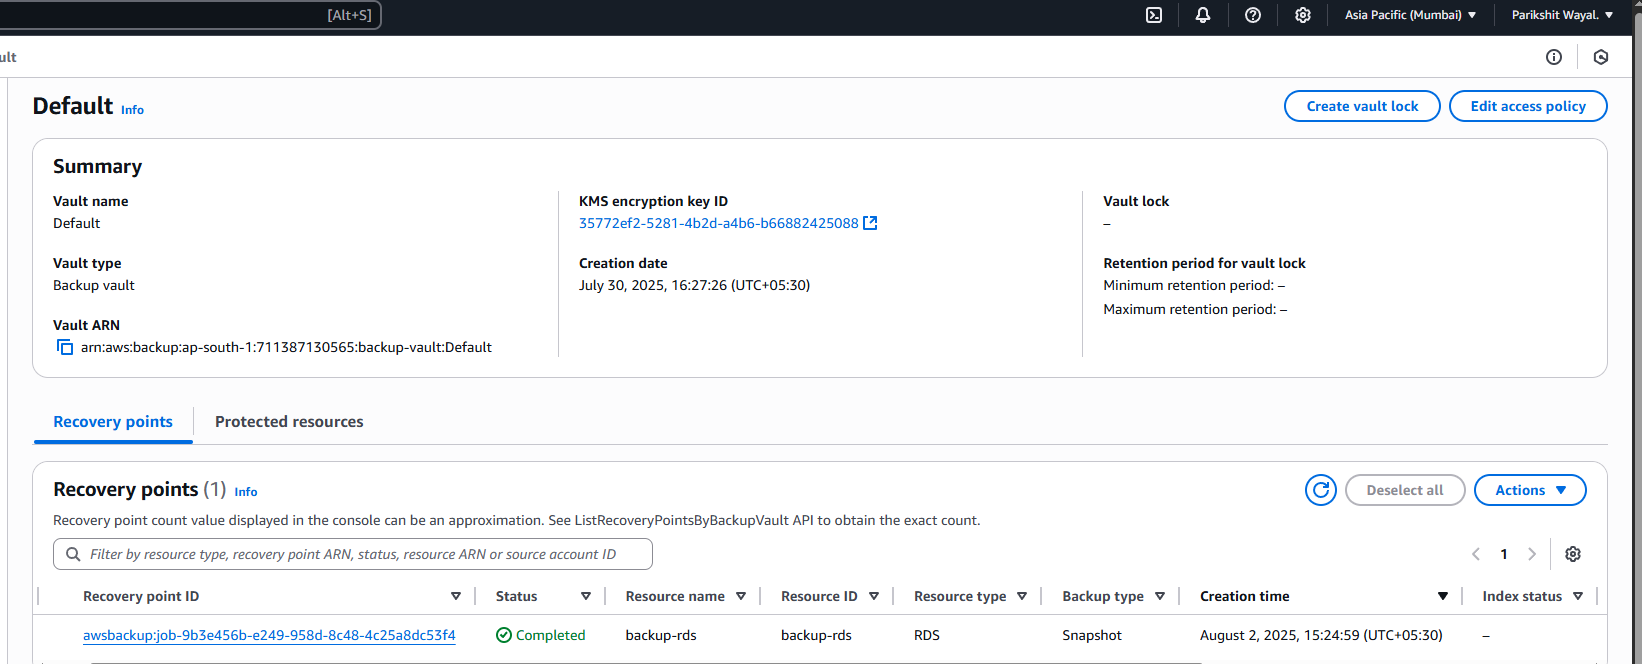 [Alt+S]
Asia Pacific (Mumbai)
Parikshit Wayal.
ult
Default Info
Create vault lock
Edit access policy
Summary
Vault name
Default
Vault type
Backup vault
Vault ARN
arn:aws:backup:ap-south-1:711387130565:backup-vault:Default
KMS encryption key ID
35772ef2-5281-4b2d-a4b6-b66882425088
Creation date
July 30, 2025, 16:27:26 (UTC+05:30)
Vault lock
–
Retention period for vault lock
Minimum retention period: –
Maximum retention period: –
Recovery points
Protected resources
Recovery points (1) Info
Deselect all
Actions
Recovery point count value displayed in the console can be an approximation. See ListRecoveryPointsByBackupVault API to obtain the exact count.
Filter by resource type, recovery point ARN, status, resource ARN or source account ID
1
Recovery point ID Status Resource name Resource ID Resource type Backup type Creation time Index status
awsbackup:job-9b3e456b-e249-958d-8c48-4c25a8dc53f4 Completed backup-rds backup-rds RDS Snapshot August 2, 2025, 15:24:59 (UTC+05:30) –